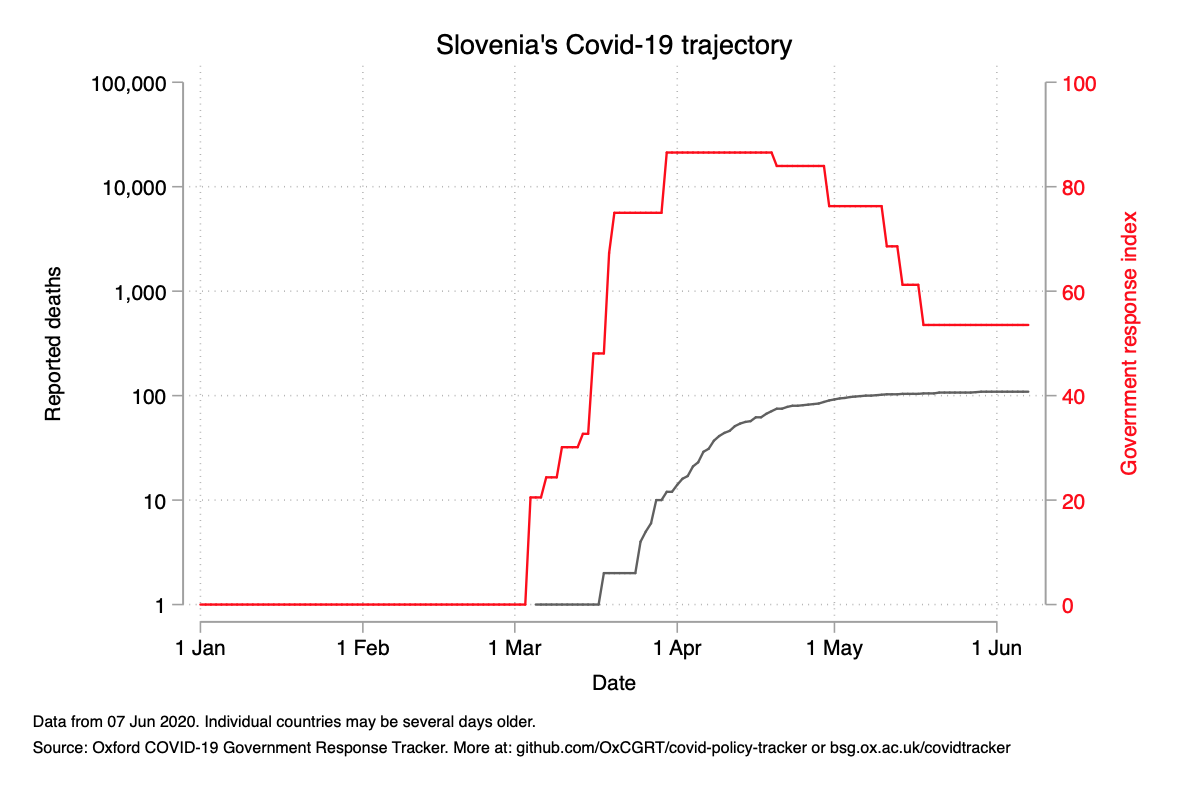 Slovenia's Covid-19 trajectory
100,000
10,000
1,000
100
10
1
Reported deaths
100
80
60
40
20
0
Government response index
1 Jan
1 Feb
1 Mar
1 Apr
1 May
1 Jun
Date
Data from 07 Jun 2020. Individual countries may be several days older.
Source: Oxford COVID-19 Government Response Tracker. More at: github.com/OxCGRT/covid-policy-tracker or bsg.ox.ac.uk/covidtracker